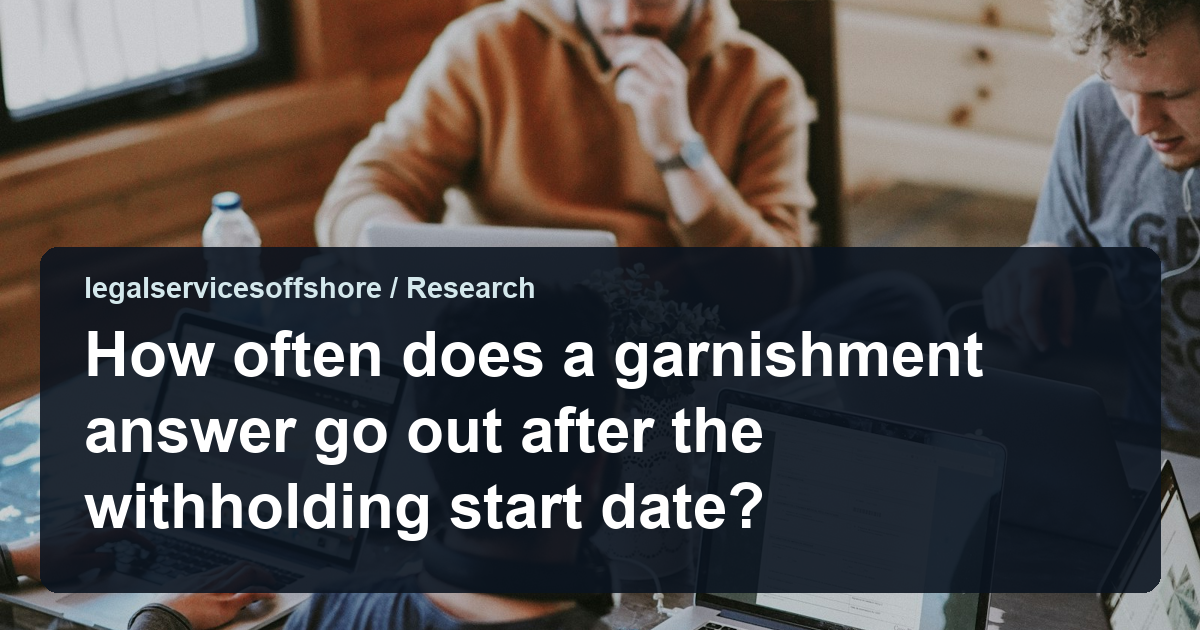 legalservicesoffshore / Research
How often does a garnishment
answer go out after the
withholding start date?